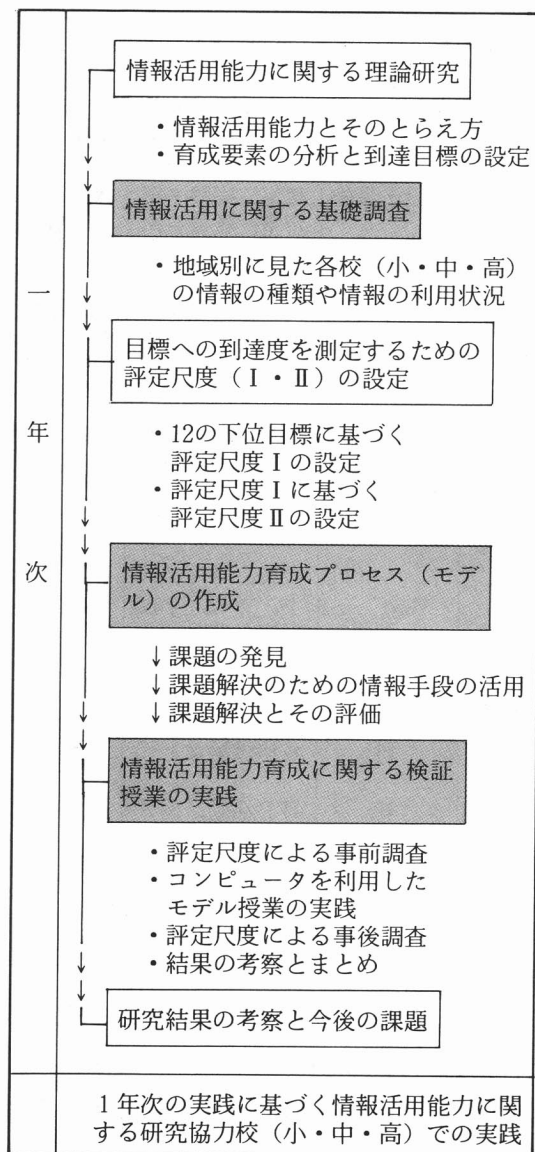 情報活用能力に関する理論研究
・情報活用能力とそのとらえ方
・育成要素の分析と到達目標の設定
情報活用に関する基礎調査
・地域別に見た各校（小・中・高）
の情報の種類や情報の利用状況
一年次
目標への到達度を測定するための
評定尺度（Ⅰ・Ⅱ）の設定
・12の下位目標に基づく
評定尺度Ⅰの設定
・評定尺度Ⅰに基づく
評定尺度Ⅱの設定
情報活用能力育成プロセス（モデ
ル）の作成
↓課題の発見
↓課題解決のための情報手段の活用
↓課題解決とその評価
情報活用能力育成に関する検証
授業の実践
・評定尺度による事前調査
・コンピュータを利用した
モデル授業の実践
・評定尺度による事後調査
・結果の考察とまとめ
研究結果の考察と今後の課題
１年次の実践に基づく情報活用能力に関
する研究協力校（小・中・高）での実践